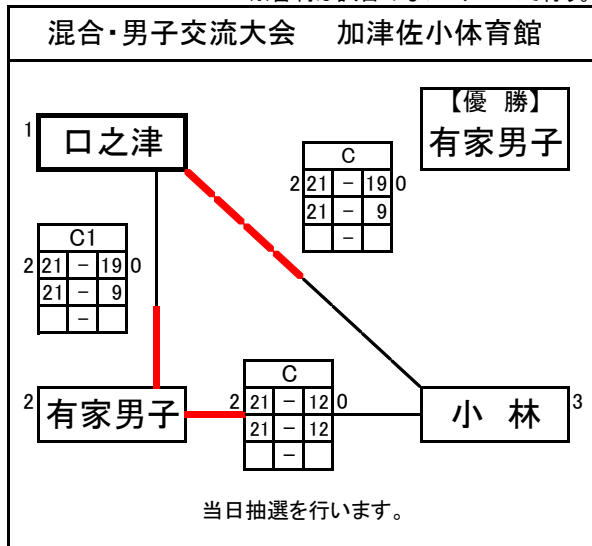 混合・男子交流大会　加津佐小体育館
【優 勝】
有家男子
1 口之津
C
2 21 － 19 0
21 － 9
－
C1
2 21 － 19 0
21 － 9
－
2 有家男子
C
2 21 － 12 0
21 － 12
－
小 林 3
当日抽選を行います。